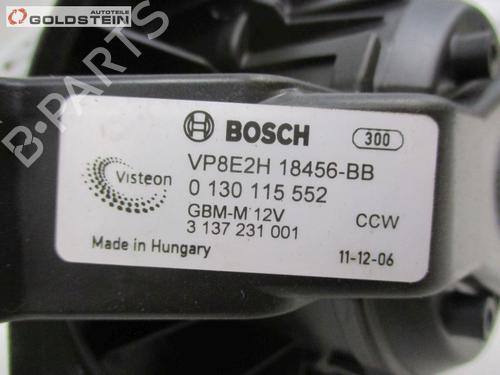 AUTOTEILE
GOLDSTEIN
B-PARTS
BOSCH
300
VP8E2H 18456-BB
Visteon
0 130 115 552
GBM-M 12V
CCW
3 137 231 001
Made in Hungary
11-12-06